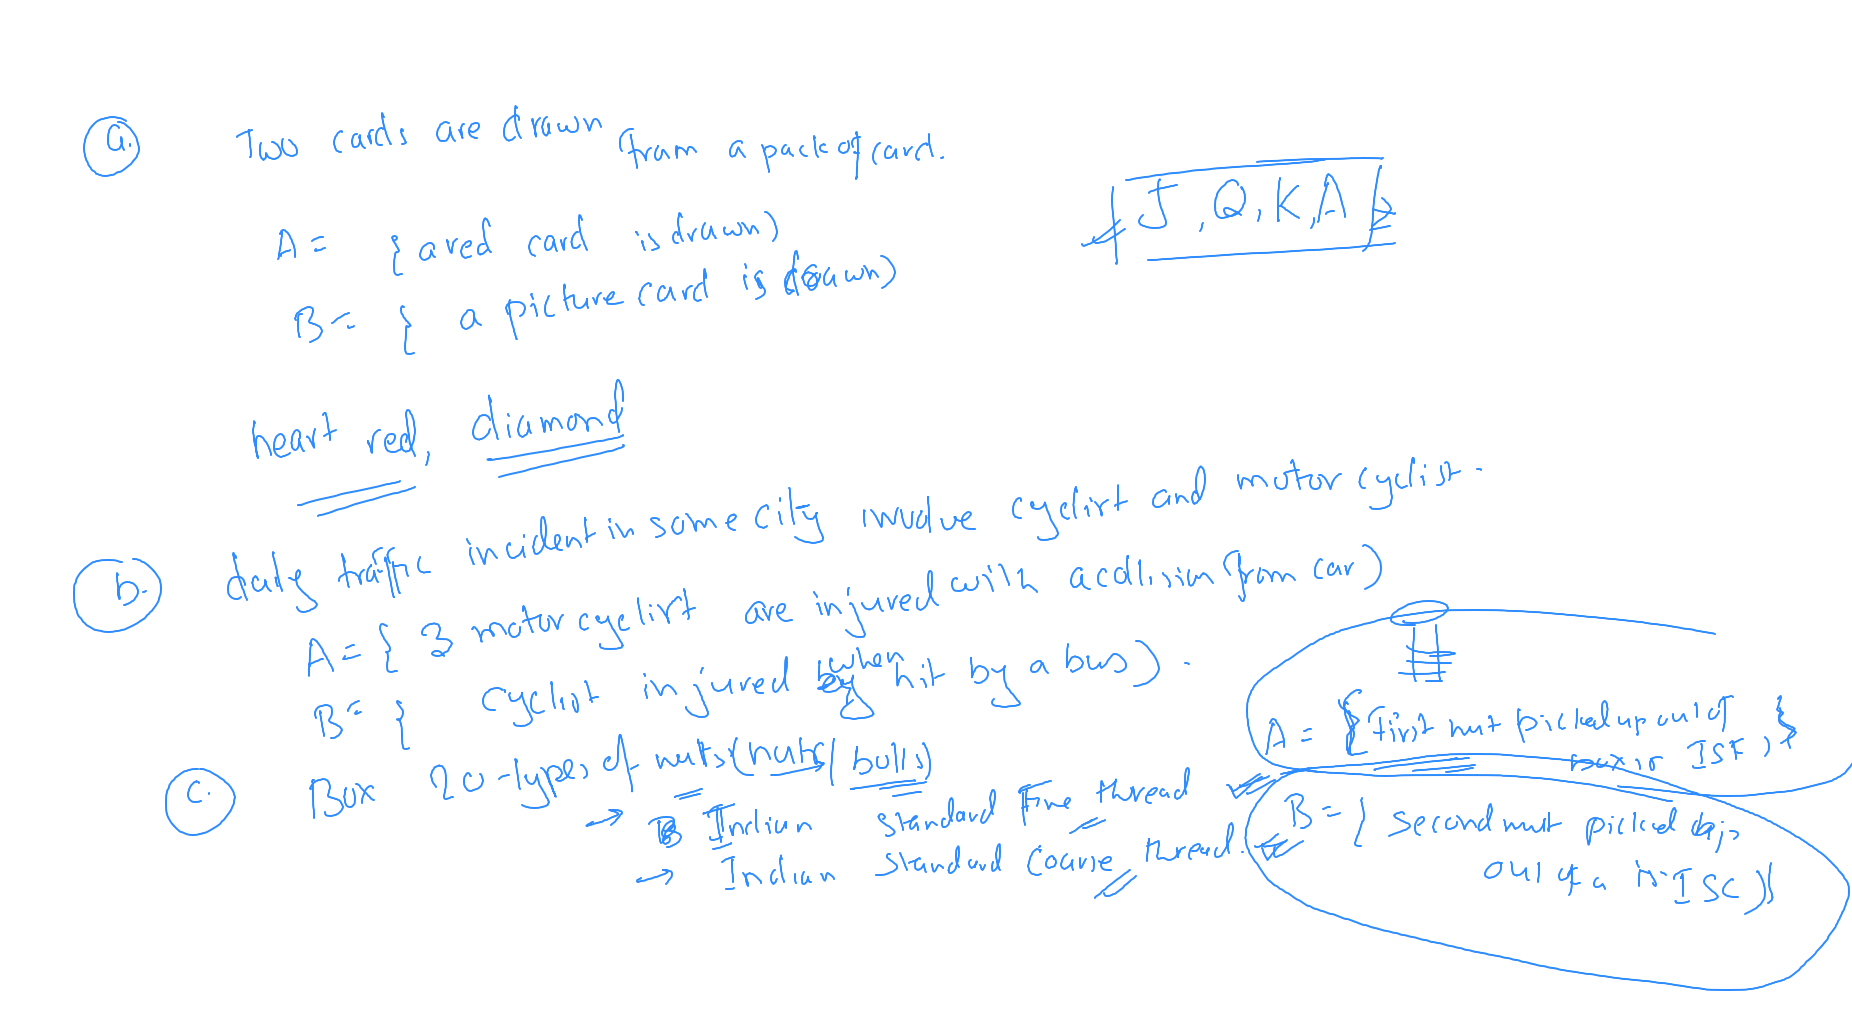 a.
Two cards are drawn from a pack of card.
{J, Q, K, A}
A = {a red card is drawn)
B = { a picture card is drawn)
heart red, diamond
b. daily traffic incident in some city involve cyclist and motor cyclist.
A = { 3 motor cyclist are injured with a collision from car)
B = { cyclist injured when hit by a bus).
c. Box 20-types of nuts (nuts/ bolts)
→ Indian Standard Fine thread
→ Indian Standard Coarse thread.
A = {First nut picked up out of
box is ISF, }
B = { Second nut picked
out of a is ISC)}